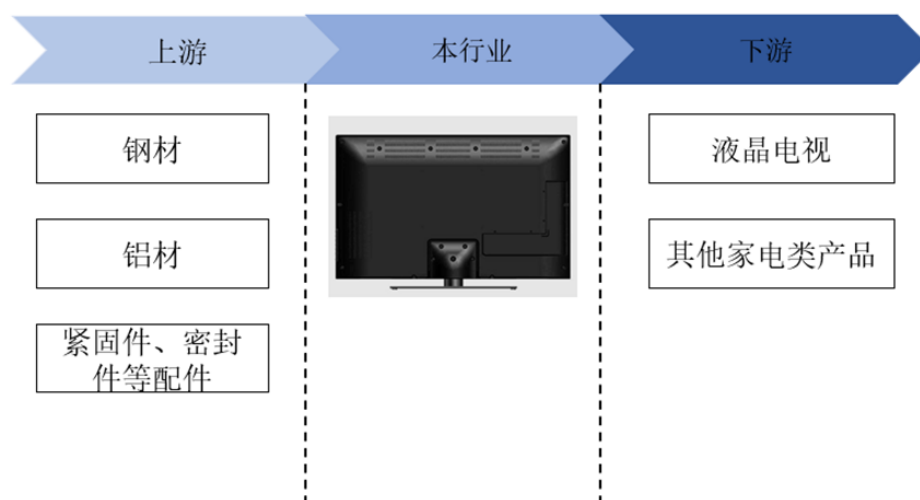 上游
本行业
下游
钢材
液晶电视
铝材
其他家电类产品
紧固件、密封
件等配件